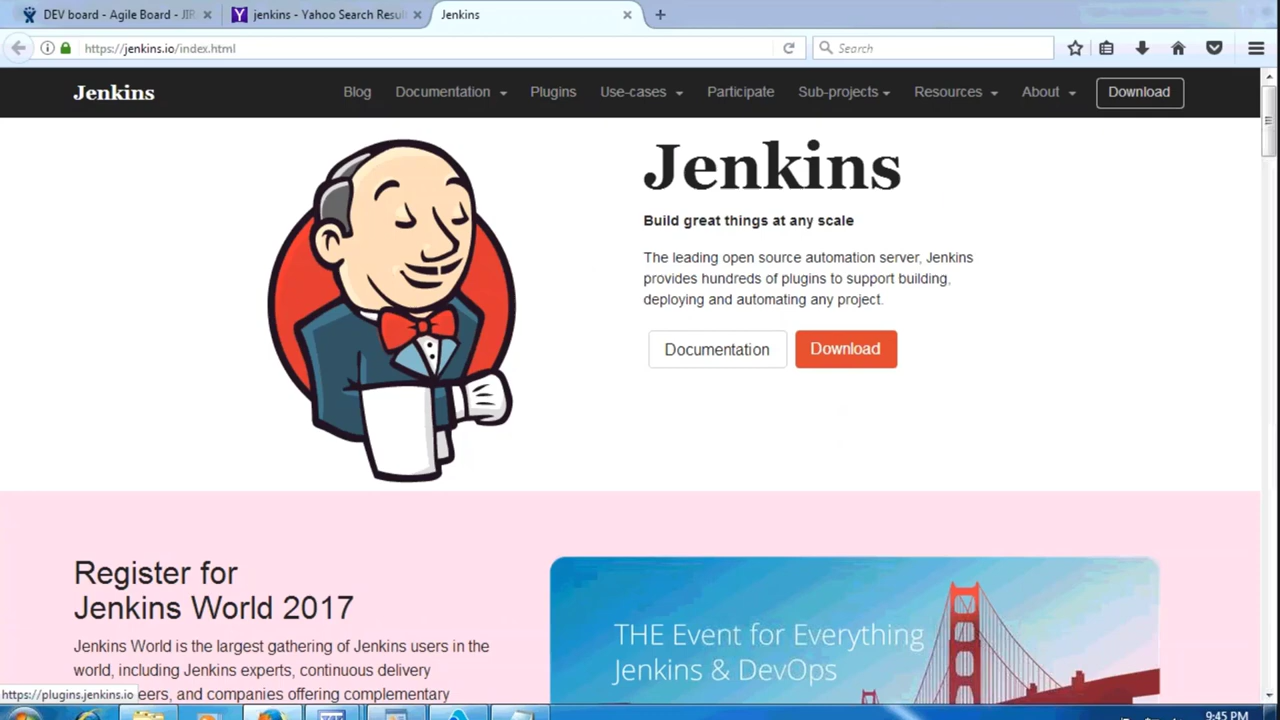 DEV board - Agile Board - JIR
jenkins - Yahoo Search Resul
Jenkins
https://jenkins.io/index.html
Search
Jenkins
Blog
Documentation
Plugins
Use-cases
Participate
Sub-projects
Resources
About
Download
Jenkins
Build great things at any scale
The leading open source automation server, Jenkins
provides hundreds of plugins to support building,
deploying and automating any project.
Documentation
Download
Register for
Jenkins World 2017
Jenkins World is the largest gathering of Jenkins users in the
world, including Jenkins experts, continuous delivery
eers, and companies offering complementary
THE Event for Everything
Jenkins & DevOps
https://plugins.jenkins.io
9:45 PM